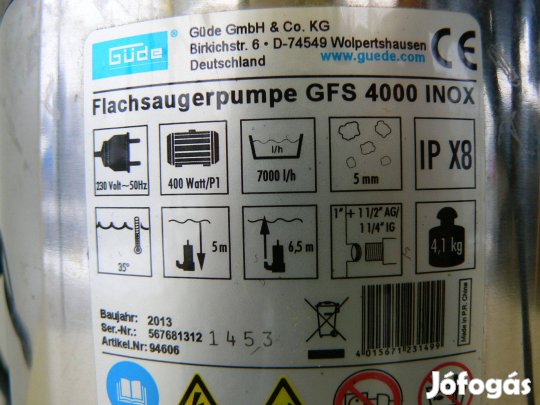 Güde
Güde GmbH & Co. KG
Birkichstr. 6 • D-74549 Wolpertshausen
Deutschland
www.guede.com
CE
Flachsaugerpumpe GFS 4000 INOX
230 Volt~50Hz
400 Watt/P1
l/h
7000 l/h
5 mm
IP X8
35°
5 m
6,5 m
1" + 1 1/2" AG/
1 1/4" IG
4,1 kg
Baujahr: 2013
Ser.-Nr.: 567681312 1453
Artikel.Nr: 94606
4015671231499
Made in P.R. China
Jófogás